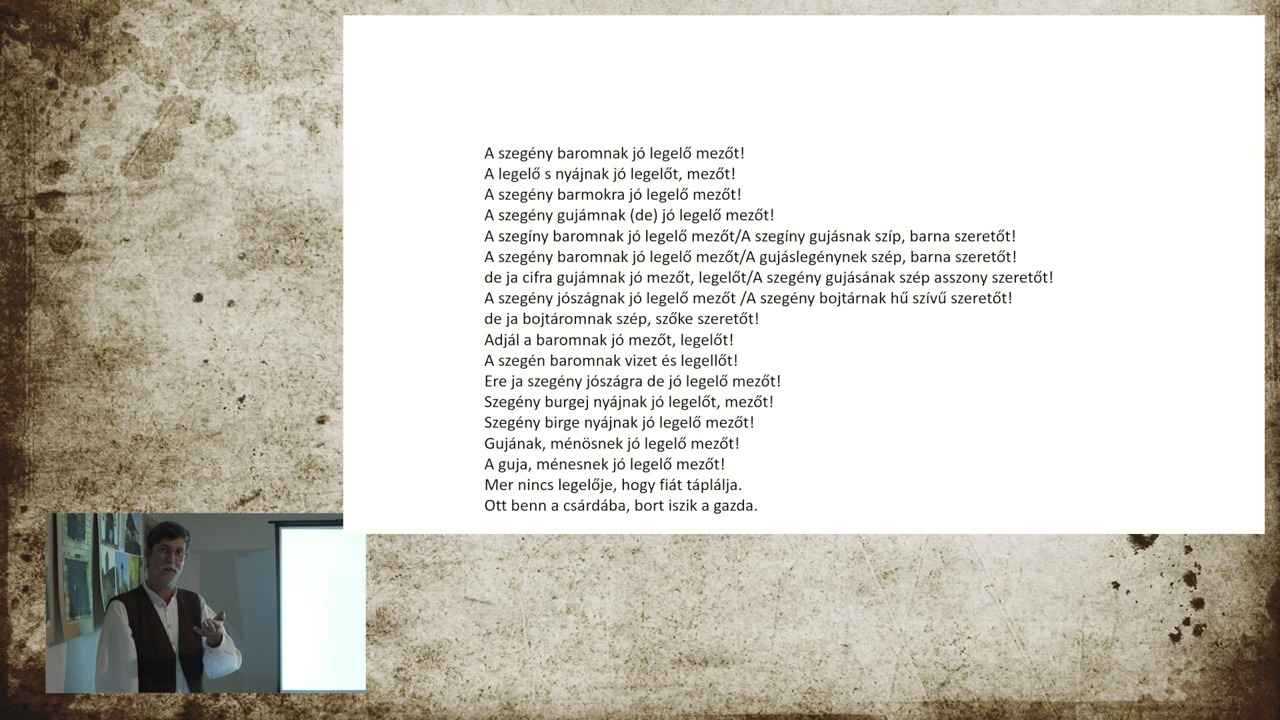 A szegény baromnak jó legelő mezőt!
A legelő s nyájnak jó legelőt, mezőt!
A szegény barmokra jó legelő mezőt!
A szegény gujámnak (de) jó legelő mezőt!
A szegíny baromnak jó legelő mezőt/A szegíny gujásnak szíp, barna szeretőt!
A szegény baromnak jó legelő mezőt/A gujáslegénynek szép, barna szeretőt!
de ja cifra gujámnak jó mezőt, legelőt/A szegény gujásának szép asszony szeretőt!
A szegény jószágnak jó legelő mezőt /A szegény bojtárnak hű szívű szeretőt!
de ja bojtáromnak szép, szőke szeretőt!
Adjál a baromnak jó mezőt, legelőt!
A szegén baromnak vizet és legellőt!
Ere ja szegény jószágra de jó legelő mezőt!
Szegény burgej nyájnak jó legelőt, mezőt!
Szegény birge nyájnak jó legelő mezőt!
Gujának, ménösnek jó legelő mezőt!
A guja, ménesnek jó legelő mezőt!
Mer nincs legelője, hogy fiát táplálja.
Ott benn a csárdába, bort iszik a gazda.